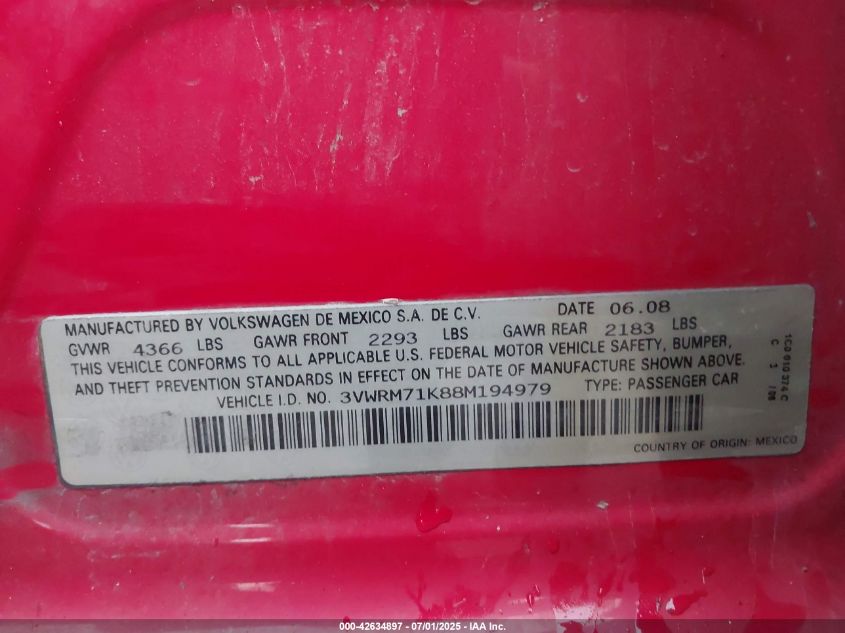 MANUFACTURED BY VOLKSWAGEN DE MEXICO S.A. DE C.V. DATE 06.08
GVWR 4366 LBS GAWR FRONT 2293 LBS GAWR REAR 2183 LBS
THIS VEHICLE CONFORMS TO ALL APPLICABLE U.S. FEDERAL MOTOR VEHICLE SAFETY, BUMPER,
AND THEFT PREVENTION STANDARDS IN EFFECT ON THE DATE OF MANUFACTURE SHOWN ABOVE.
VEHICLE I.D. NO. 3VWRM71K88M194979 TYPE: PASSENGER CAR
COUNTRY OF ORIGIN: MEXICO
1C0 010 374 C
000-42634897 - 07/01/2025 - IAA Inc.